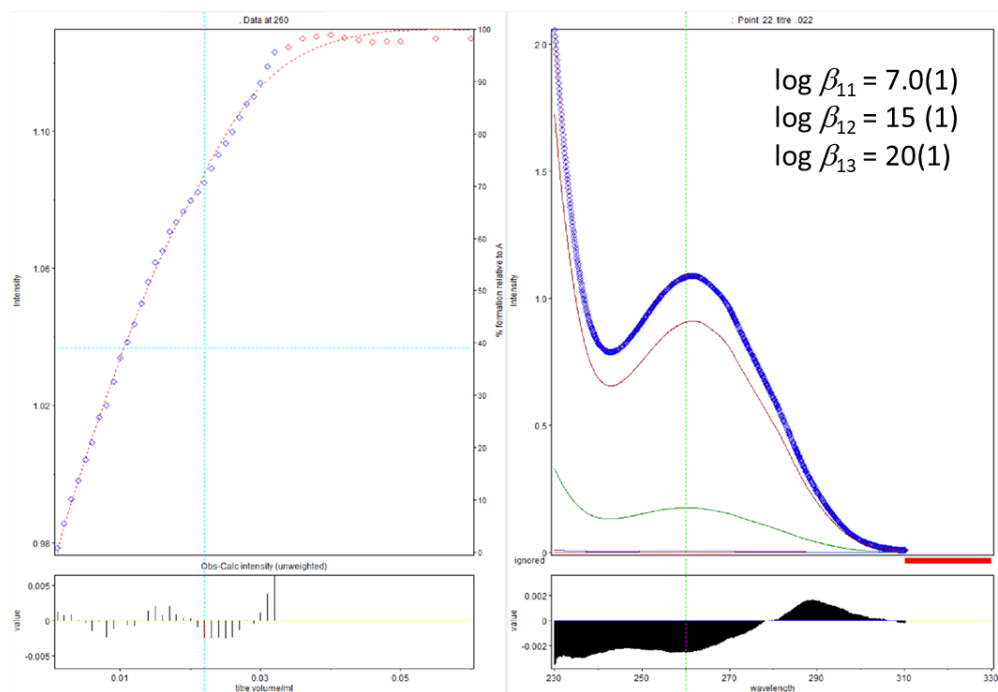 . Data at 260
1.10
1.06
1.02
0.98
Intensity
100
90
80
70
60
50
40
30
20
10
0
% formation relative to A
Obs-Calc intensity (unweighted)
0.005
0.000
-0.005
value
0.01
0.03
0.05
titre volume/ml
: Point 22 titre .022
log β11 = 7.0(1)
log β12 = 15 (1)
log β13 = 20(1)
2.0
1.5
1.0
0.5
0
Intensity
ignored
0.002
0.000
-0.002
value
230
250
270
290
310
330
wavelength